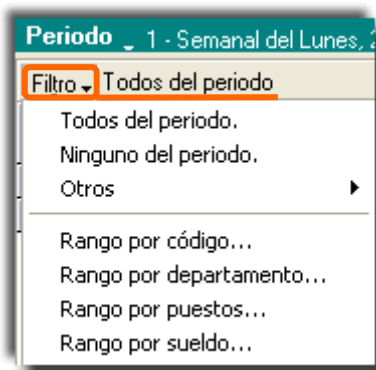 Periodo 1 - Semanal del Lunes,
Filtro Todos del periodo
Todos del periodo.
Ninguno del periodo.
Otros
Rango por código...
Rango por departamento...
Rango por puestos...
Rango por sueldo...